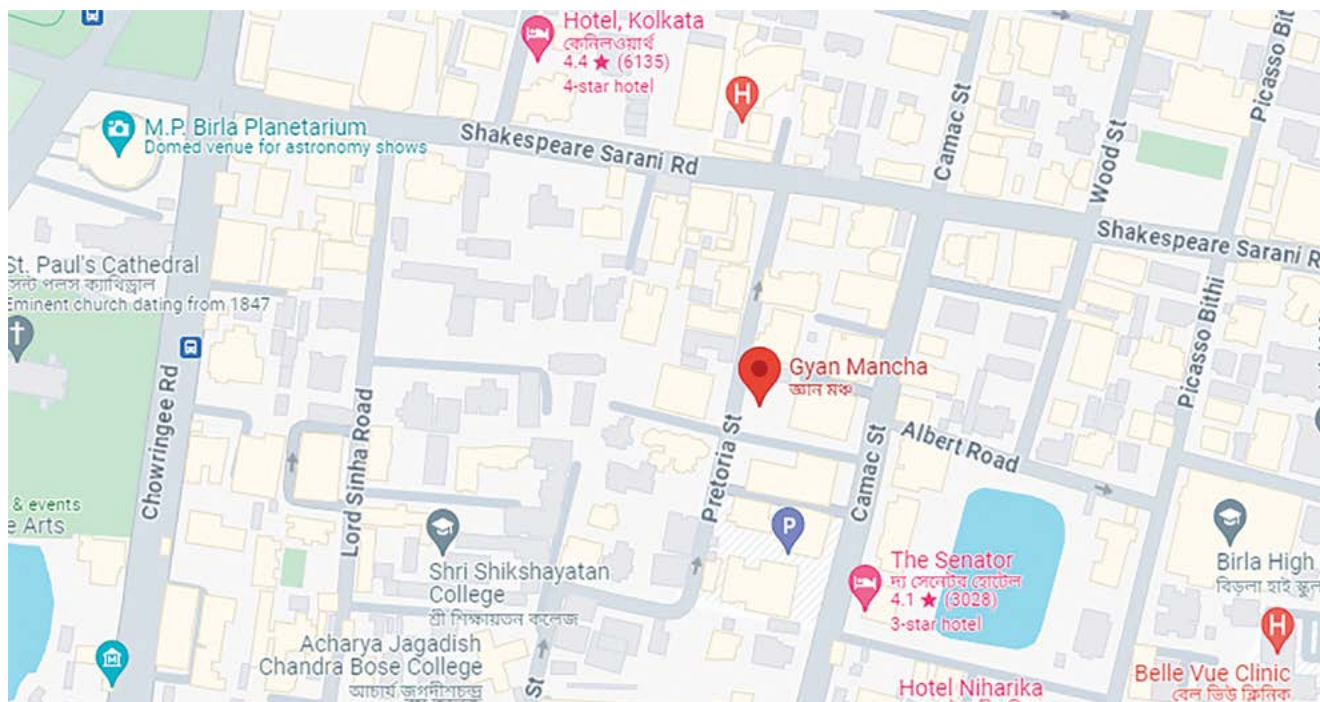 Hotel, Kolkata
কেনিলওয়ার্থ
4.4 ★ (6135)
4-star hotel
H
Camac St
Wood St
Picasso Bit
M.P. Birla Planetarium
Domed venue for astronomy shows
Shakespeare Sarani Rd
Shakespeare Sarani R
St. Paul's Cathedral
সেন্ট পলস ক্যাথিড্রাল
Eminent church dating from 1847
Picasso Bithi
Gyan Mancha
জ্ঞান মঞ্চ
Chowringee Rd
Lord Sinha Road
Pretoria St
Camac St
Albert Road
& events
e Arts
P
Shri Shikshayatan
College
শ্রী শিক্ষায়তন কলেজ
The Senator
দ্য সেনেটর হোটেল
4.1 ★ (3028)
3-star hotel
Birla High
বিড়লা হাই স্কুল
H
Acharya Jagadish
Chandra Bose College
আচার্য জগদীশচন্দ্র
M
St
Hotel Niharika
Belle Vue Clinic
বেল ভিউ ক্লিনিক